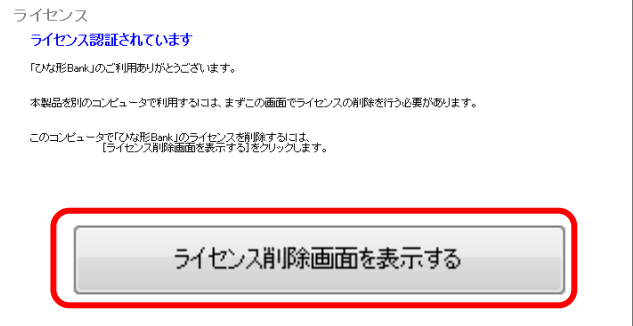 ライセンス
ライセンス認証されています
「ひな形Bank」のご利用ありがとうございます。
本製品を別のコンピュータで利用するには、まずこの画面でライセンスの削除を行う必要があります。
このコンピュータで「ひな形Bank」のライセンスを削除するには、
[ライセンス削除画面を表示する]をクリックします。
ライセンス削除画面を表示する